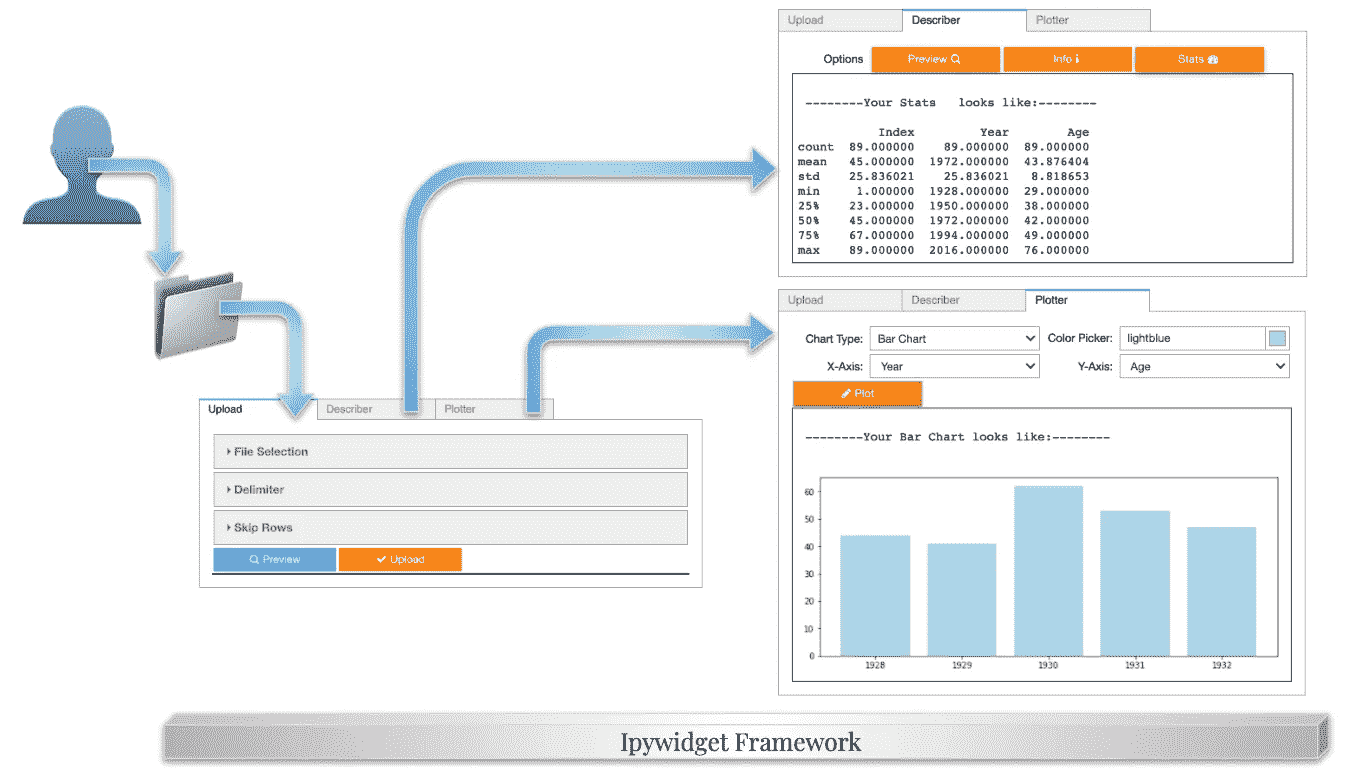 Upload Describer Plotter
Options Preview Info i Stats
--------Your Stats looks like:--------
Index Year Age
count 89.000000 89.000000 89.000000
mean 45.000000 1972.000000 43.876404
std 25.836021 25.836021 8.818653
min 1.000000 1928.000000 29.000000
25% 23.000000 1950.000000 38.000000
50% 45.000000 1972.000000 42.000000
75% 67.000000 1994.000000 49.000000
max 89.000000 2016.000000 76.000000
Upload Describer Plotter
Chart Type: Bar Chart Color Picker: lightblue
X-Axis: Year Y-Axis: Age
Plot
--------Your Bar Chart looks like:--------
60
50
40
30
20
10
0
1928 1929 1930 1931 1932
Upload Describer Plotter
File Selection
Delimiter
Skip Rows
Preview Upload
Ipywidget Framework